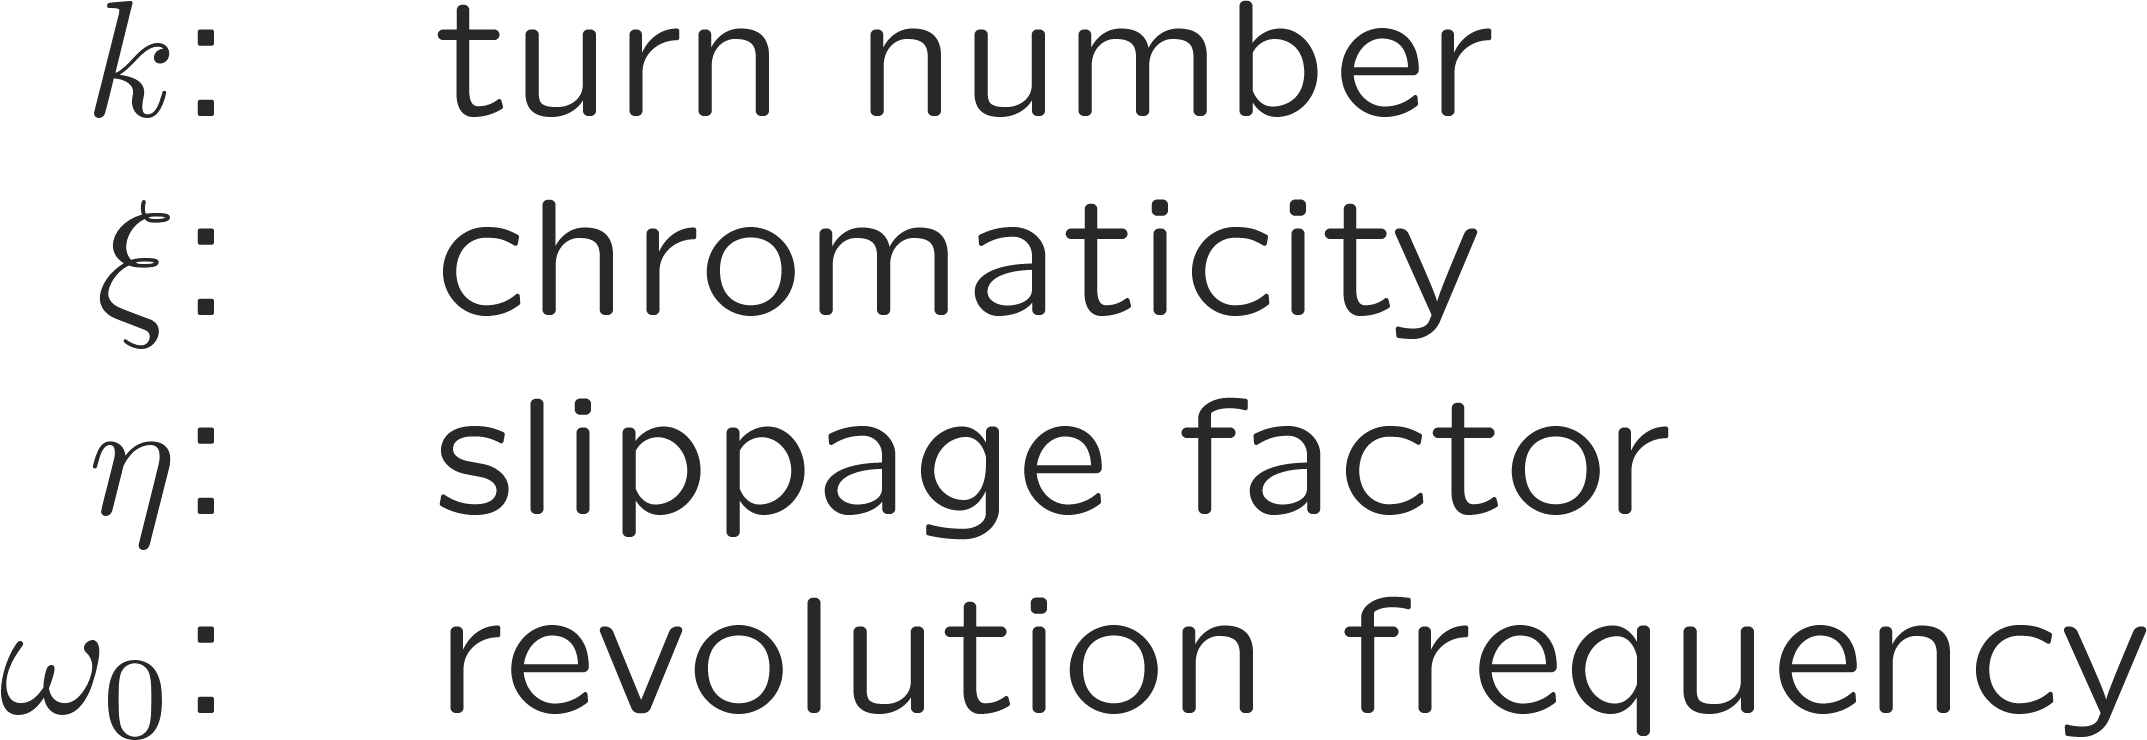 k: turn number
ξ: chromaticity
η: slippage factor
ω₀: revolution frequency